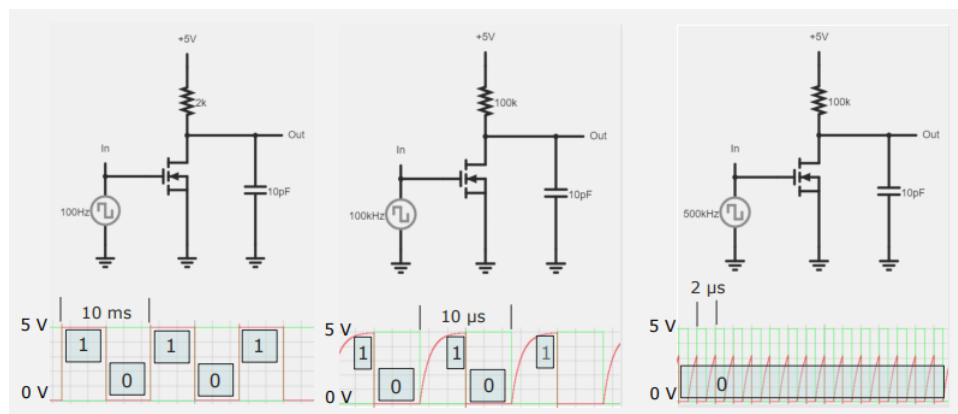 +5V
2k
Out
In
100Hz
10pF
10 ms
5 V
1
1
1
0
0
0 V
+5V
100k
Out
In
100kHz
10pF
10 µs
5 V
1
1
1
0
0
0 V
+5V
100k
Out
In
500kHz
10pF
2 µs
5 V
0 V
0